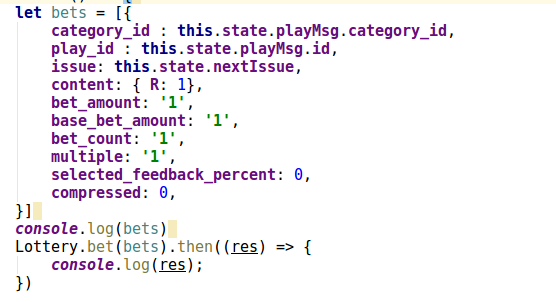 let bets = [{
    category_id : this.state.playMsg.category_id,
    play_id : this.state.playMsg.id,
    issue: this.state.nextIssue,
    content: { R: 1},
    bet_amount: '1',
    base_bet_amount: '1',
    bet_count: '1',
    multiple: '1',
    selected_feedback_percent: 0,
    compressed: 0,
}]
console.log(bets)
Lottery.bet(bets).then((res) => {
    console.log(res);
})